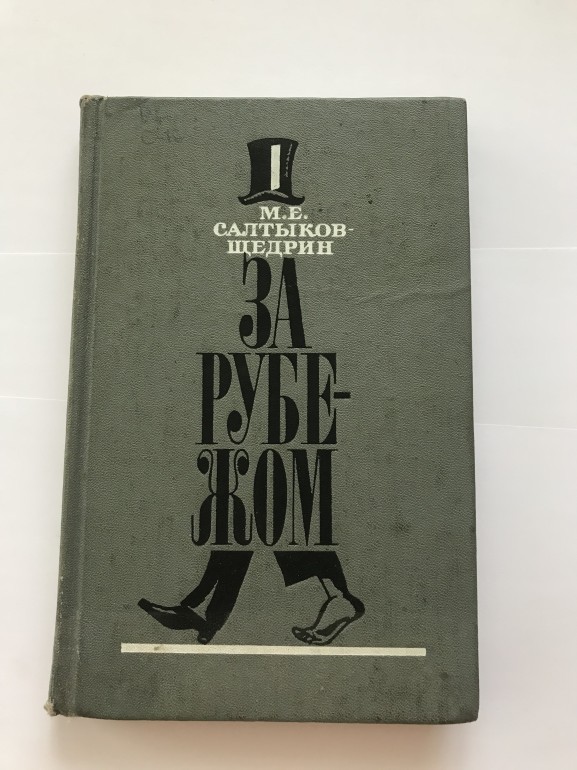 М.Е.
САЛТЫКОВ-
ЩЕДРИН
ЗА
РУБЕ-
ЖОМ